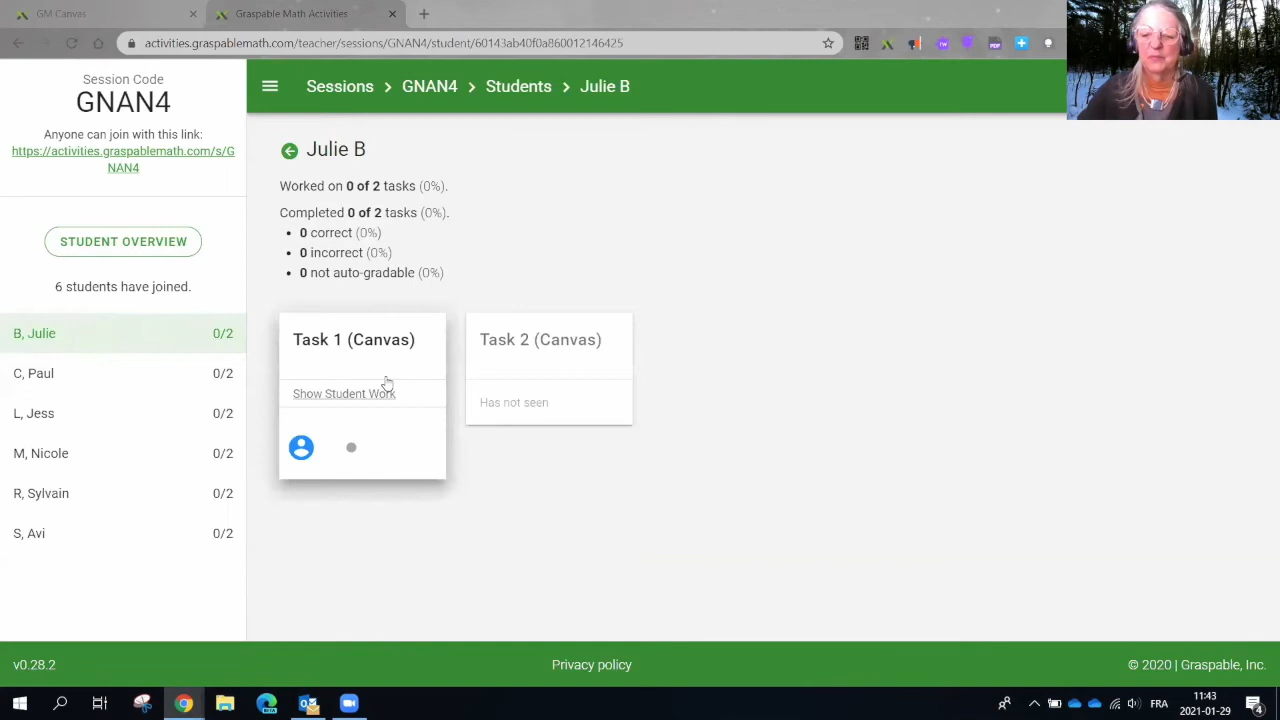 GM Canvas
Graspable Math Activities
activities.graspablemath.com/teacher/sessions/GNAN4/student/60143ab40f0a860012146425
Session Code
GNAN4
Anyone can join with this link:
https://activities.graspablemath.com/s/G
NAN4
STUDENT OVERVIEW
6 students have joined.
B, Julie 0/2
C, Paul 0/2
L, Jess 0/2
M, Nicole 0/2
R, Sylvain 0/2
S, Avi 0/2
Sessions > GNAN4 > Students > Julie B
Julie B
Worked on 0 of 2 tasks (0%).
Completed 0 of 2 tasks (0%).
• 0 correct (0%)
• 0 incorrect (0%)
• 0 not auto-gradable (0%)
Task 1 (Canvas)
Show Student Work
Task 2 (Canvas)
Has not seen
v0.28.2
Privacy policy
© 2020 | Graspable, Inc.
FRA
11:43
2021-01-29
4